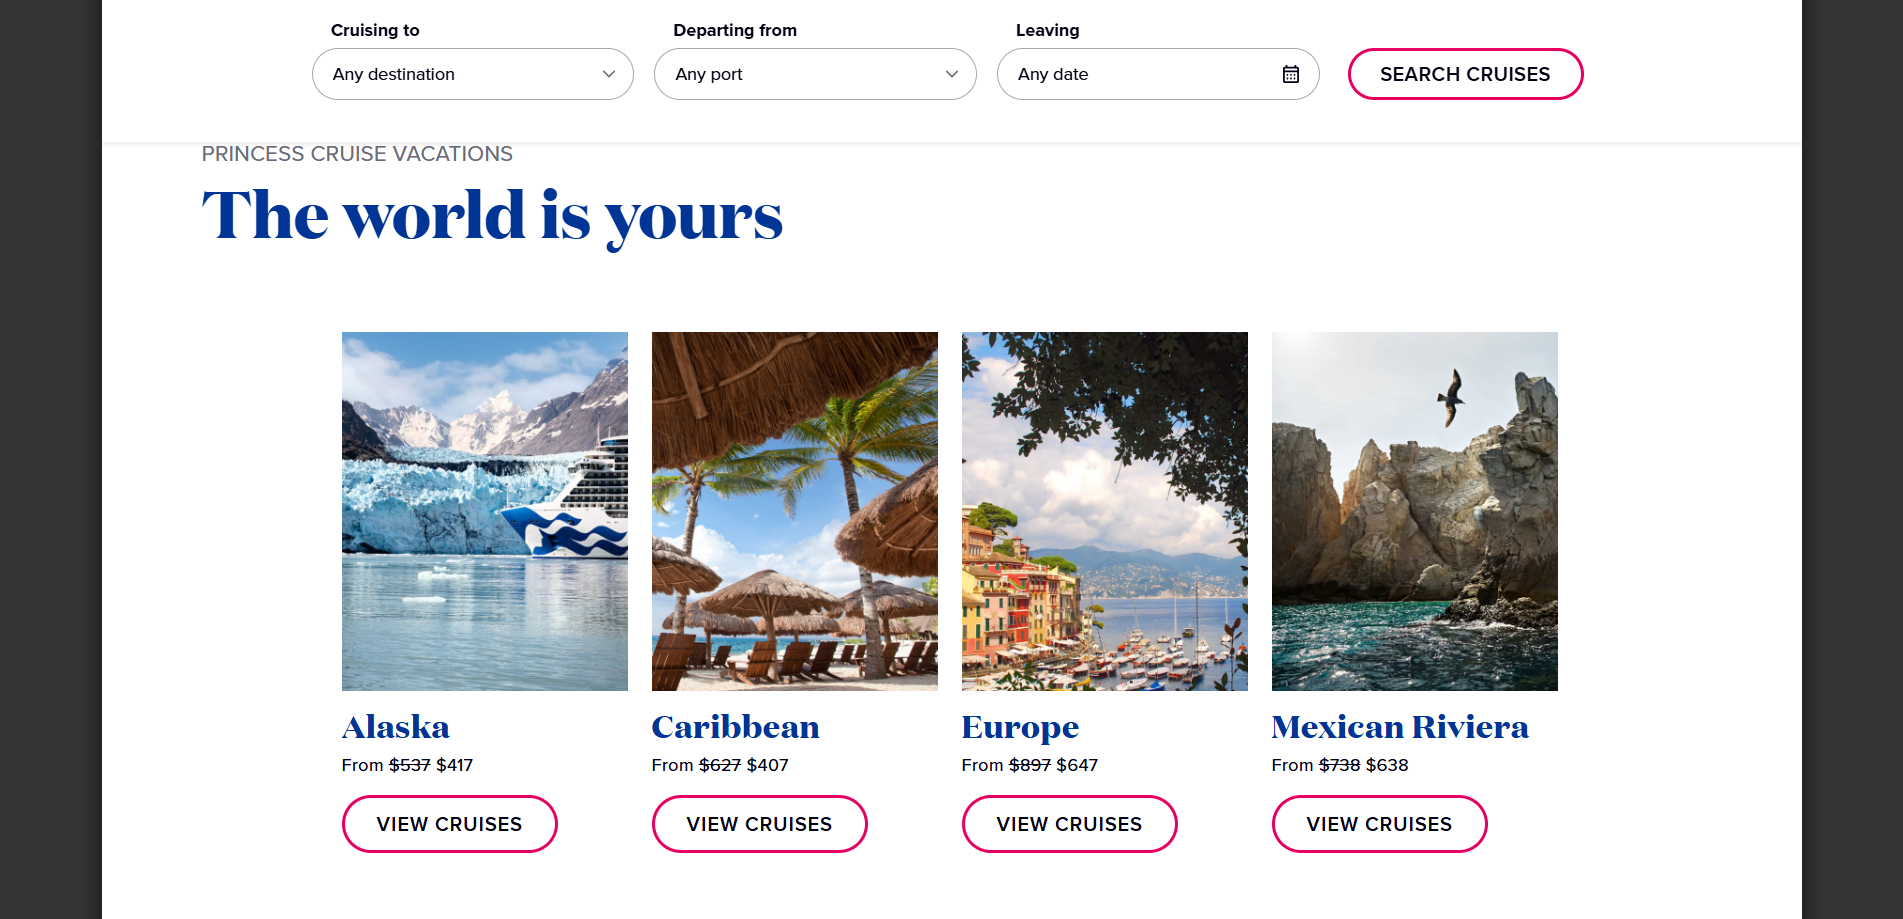 Cruising to
Departing from
Leaving
Any destination
Any port
Any date
SEARCH CRUISES
PRINCESS CRUISE VACATIONS
The world is yours
Alaska
From $537 $417
VIEW CRUISES
Caribbean
From $627 $407
VIEW CRUISES
Europe
From $897 $647
VIEW CRUISES
Mexican Riviera
From $738 $638
VIEW CRUISES